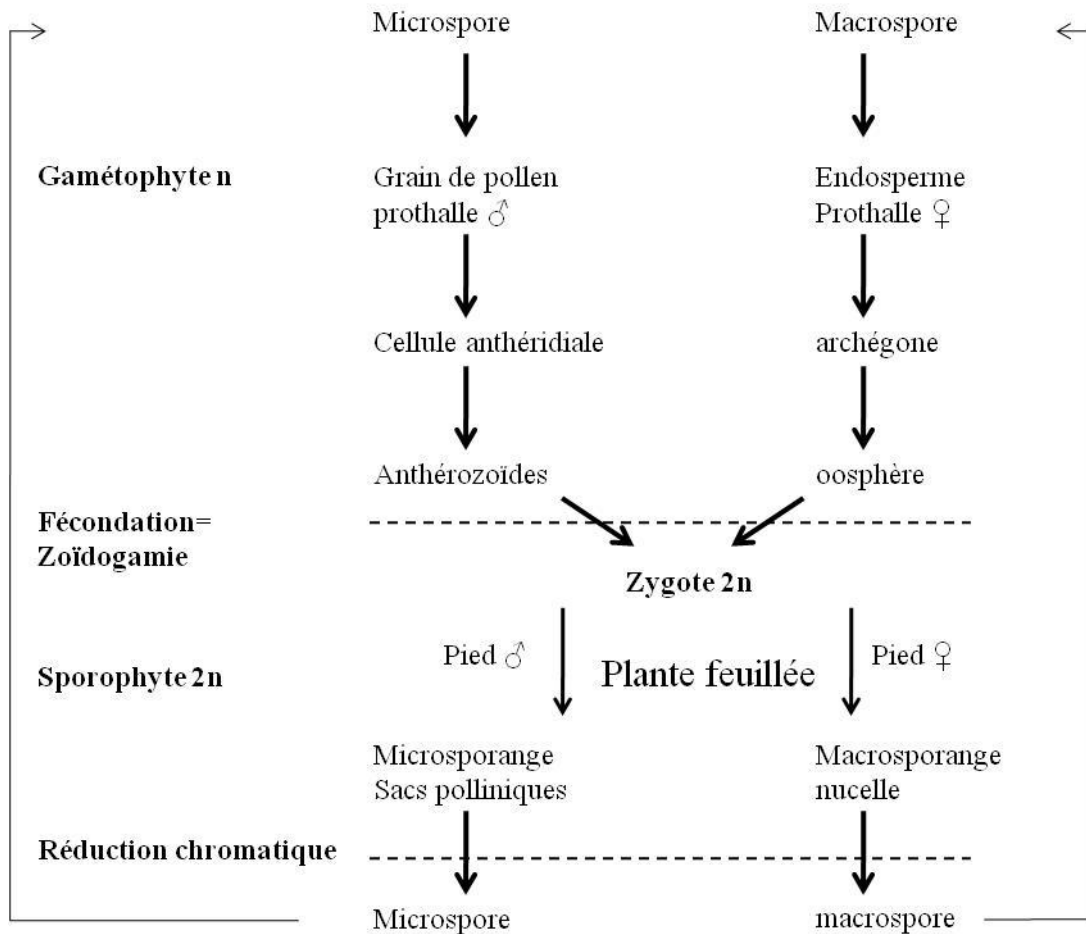 Microspore
Macrospore
Gamétophyte n
Grain de pollen
prothalle ♂
Endosperme
Prothalle ♀
Cellule anthéridiale
archégone
Anthérozoïdes
oosphère
Fécondation=
Zoïdogamie
Zygote 2n
Pied ♂
Pied ♀
Sporophyte 2n
Plante feuillée
Microsporange
Sacs polliniques
Macrosporange
nucelle
Réduction chromatique
Microspore
macrospore